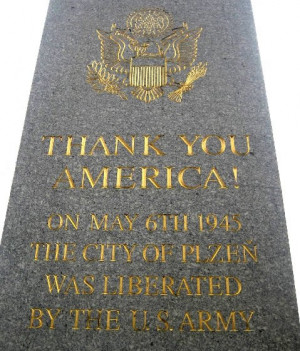 THANK YOU
AMERICA!
ON MAY 6TH 1945
THE CITY OF PLZEŇ
WAS LIBERATED
BY THE U.S. ARMY